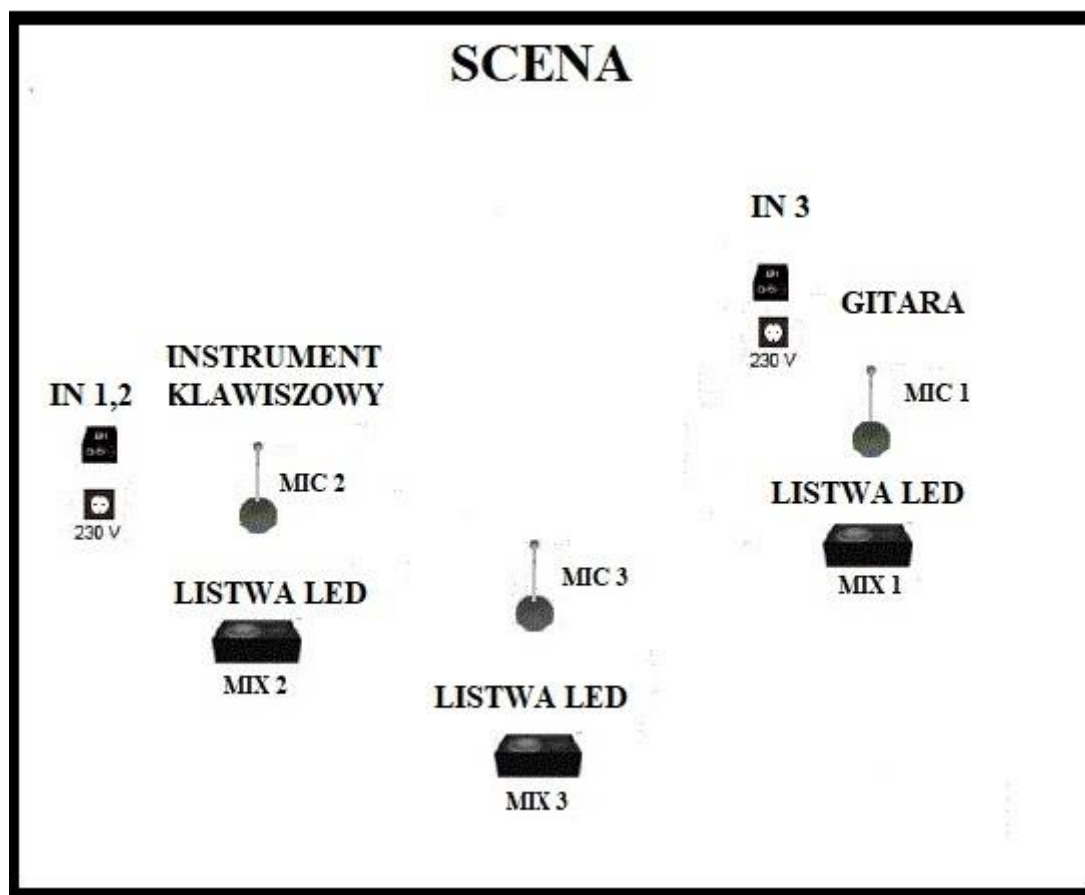 SCENA
IN 3
GITARA
230 V
MIC 1
INSTRUMENT
KLAWISZOWY
IN 1,2
MIC 2
230 V
LISTWA LED
MIX 1
MIC 3
LISTWA LED
MIX 2
LISTWA LED
MIX 3